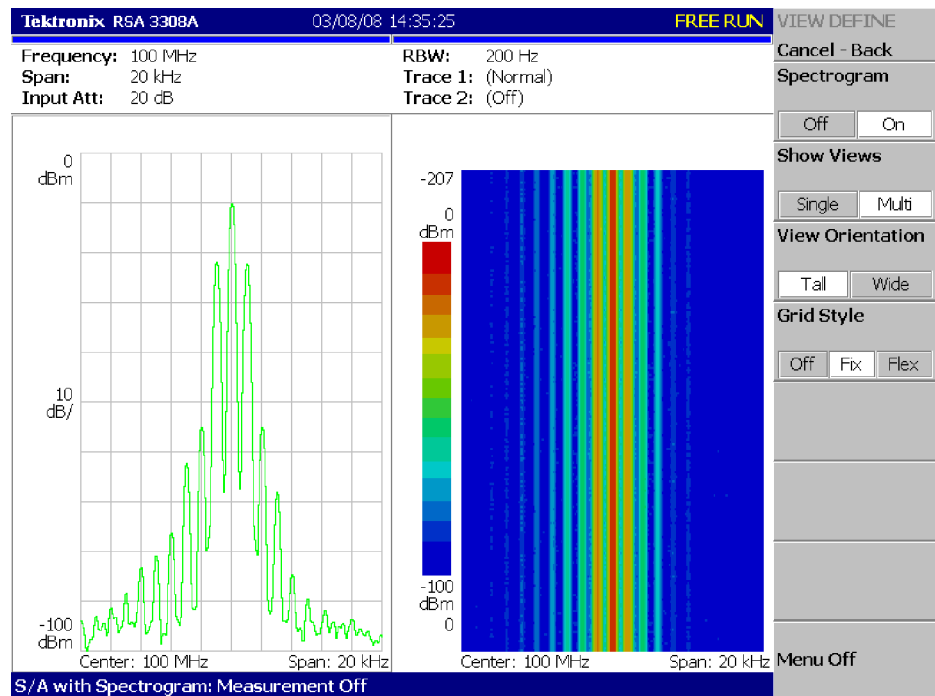 Tektronix RSA 3308A 03/08/08 14:35:25 FREE RUN
Frequency: 100 MHz
Span: 20 kHz
Input Att: 20 dB
RBW: 200 Hz
Trace 1: (Normal)
Trace 2: (Off)
0
dBm
10
dB/
-100
dBm
Center: 100 MHz Span: 20 kHz
-207
0
dBm
-100
dBm
0
Center: 100 MHz Span: 20 kHz
S/A with Spectrogram: Measurement Off
VIEW DEFINE
Cancel - Back
Spectrogram
Off On
Show Views
Single Multi
View Orientation
Tall Wide
Grid Style
Off Fix Flex
Menu Off